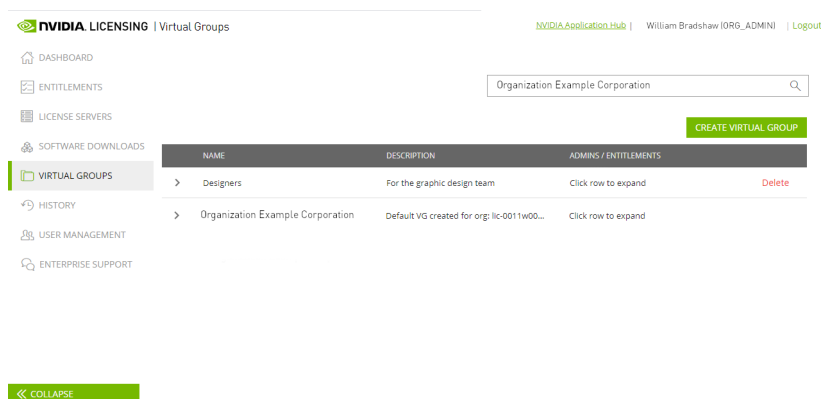 NVIDIA. LICENSING | Virtual Groups
NVIDIA Application Hub | William Bradshaw (ORG_ADMIN) | Logout
DASHBOARD
ENTITLEMENTS
LICENSE SERVERS
SOFTWARE DOWNLOADS
VIRTUAL GROUPS
HISTORY
USER MANAGEMENT
ENTERPRISE SUPPORT
COLLAPSE
Organization Example Corporation
CREATE VIRTUAL GROUP
NAME DESCRIPTION ADMINS / ENTITLEMENTS
Designers For the graphic design team Click row to expand Delete
Organization Example Corporation Default VG created for org: lic-0011w00... Click row to expand